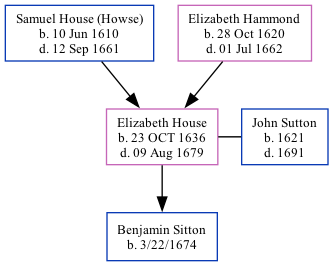 Samuel House (Howse)
b. 10 Jun 1610
d. 12 Sep 1661
Elizabeth Hammond
b. 28 Oct 1620
d. 01 Jul 1662
Elizabeth House
b. 23 OCT 1636
d. 09 Aug 1679
John Sutton
b. 1621
d. 1691
Benjamin Sitton
b. 3/22/1674